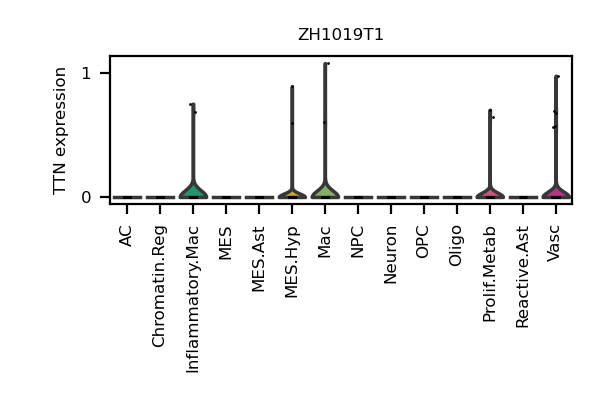 ZH1019T1
TTN expression
1
0
AC
Chromatin.Reg
Inflammatory.Mac
MES
MES.Ast
MES.Hyp
Mac
NPC
Neuron
OPC
Oligo
Prolif.Metab
Reactive.Ast
Vasc